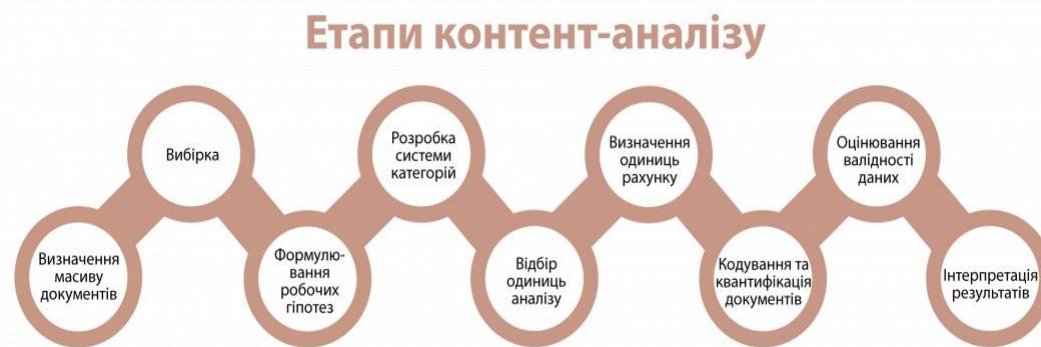 Етапи контент-аналізу
Визначення
масиву
документів
Вибірка
Формулю-
вання
робочих
гіпотез
Розробка
системи
категорій
Відбір
одиниць
аналізу
Визначення
одиниць
рахунку
Кодування та
квантифікація
документів
Оцінювання
валідності
даних
Інтерпретація
результатів